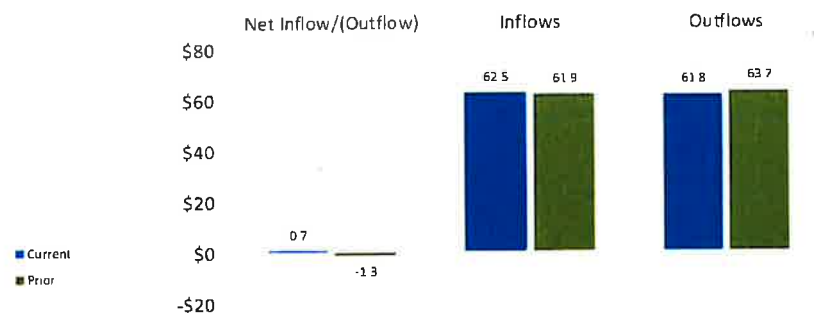 Net Inflow/(Outflow) Inflows Outflows
$80
62.5 61.9 61.8 63.7
$60
$40
$20
0.7
$0
-1.3
-$20
Current
Prior